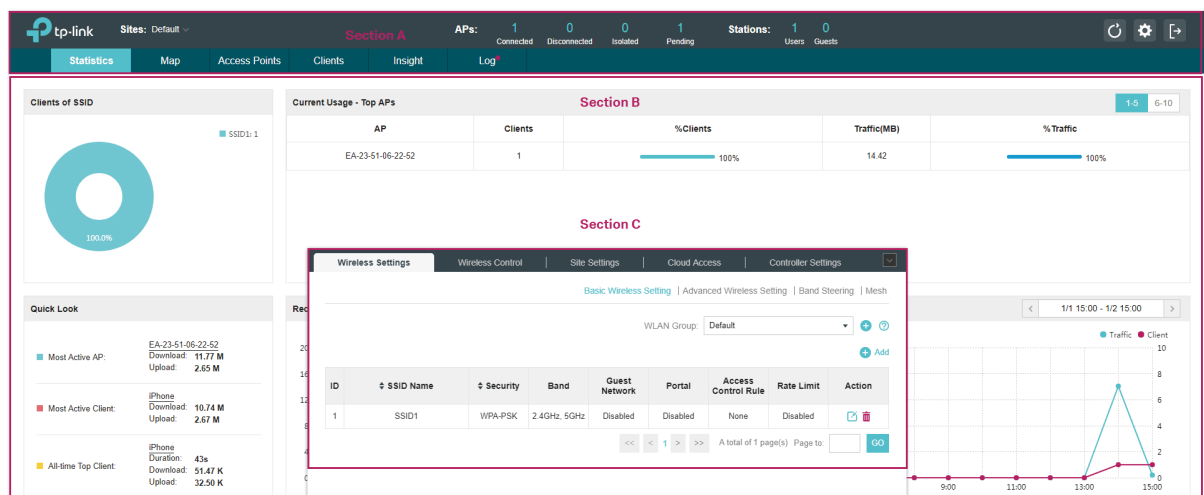 tp-link Sites: Default Section A APs: 1 0 0 1 Stations: 1 0
Connected Disconnected Isolated Pending Users Guests
Statistics Map Access Points Clients Insight Log
Clients of SSID
SSID1: 1
100.0%
Current Usage - Top APs Section B 1-5 6-10
AP Clients %Clients Traffic(MB) %Traffic
EA-23-51-06-22-52 1 100% 14.42 100%
Section C
Wireless Settings | Wireless Control | Site Settings | Cloud Access | Controller Settings
Basic Wireless Setting | Advanced Wireless Setting | Band Steering | Mesh
WLAN Group: Default
Add
ID SSID Name Security Band Guest Network Portal Access Control Rule Rate Limit Action
1 SSID1 WPA-PSK 2.4GHz, 5GHz Disabled Disabled None Disabled
<< < 1 > >> A total of 1 page(s) Page to: GO
Quick Look
Most Active AP: EA-23-51-06-22-52
Download: 11.77 M
Upload: 2.65 M
Most Active Client: iPhone
Download: 10.74 M
Upload: 2.67 M
All-time Top Client: iPhone
Duration: 43s
Download: 51.47 K
Upload: 32.50 K
< 1/1 15:00 - 1/2 15:00 >
Traffic Client
10
8
6
4
2
0
9:00 11:00 13:00 15:00